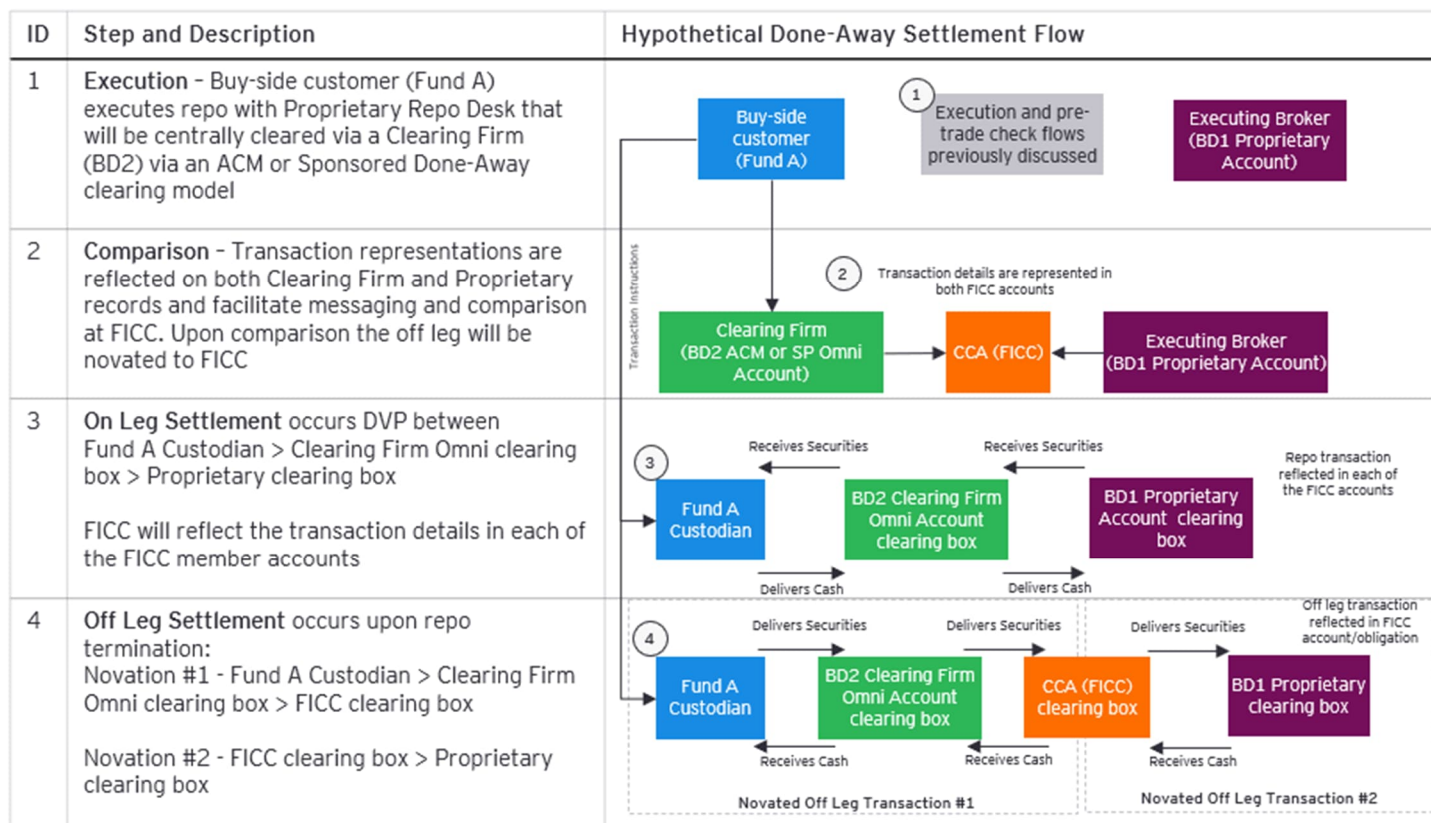 ID
Step and Description
Hypothetical Done-Away Settlement Flow
1
Execution – Buy-side customer (Fund A)
executes repo with Proprietary Repo Desk that
will be centrally cleared via a Clearing Firm
(BD2) via an ACM or Sponsored Done-Away
clearing model
Buy-side
customer
(Fund A)
1
Execution and pre-
trade check flows
previously discussed
Executing Broker
(BD1 Proprietary
Account)
2
Comparison – Transaction representations are
reflected on both Clearing Firm and Proprietary
records and facilitate messaging and comparison
at FICC. Upon comparison the off leg will be
novated to FICC
Transaction Instructions
2
Transaction details are represented in
both FICC accounts
Clearing Firm
(BD2 ACM or SP Omni
Account)
CCA (FICC)
Executing Broker
(BD1 Proprietary Account)
3
On Leg Settlement occurs DVP between
Fund A Custodian > Clearing Firm Omni clearing
box > Proprietary clearing box
FICC will reflect the transaction details in each of
the FICC member accounts
3
Receives Securities
Receives Securities
Repo transaction
reflected in each of
the FICC accounts
Fund A
Custodian
BD2 Clearing Firm
Omni Account
clearing box
BD1 Proprietary
Account clearing
box
Delivers Cash
Delivers Cash
4
Off Leg Settlement occurs upon repo
termination:
Novation #1 - Fund A Custodian > Clearing Firm
Omni clearing box > FICC clearing box
Novation #2 - FICC clearing box > Proprietary
clearing box
Off leg transaction
reflected in FICC
account/obligation
4
Delivers Securities
Delivers Securities
Delivers Securities
Fund A
Custodian
BD2 Clearing Firm
Omni Account
clearing box
CCA (FICC)
clearing box
BD1 Proprietary
clearing box
Receives Cash
Receives Cash
Receives Cash
Novated Off Leg Transaction #1
Novated Off Leg Transaction #2